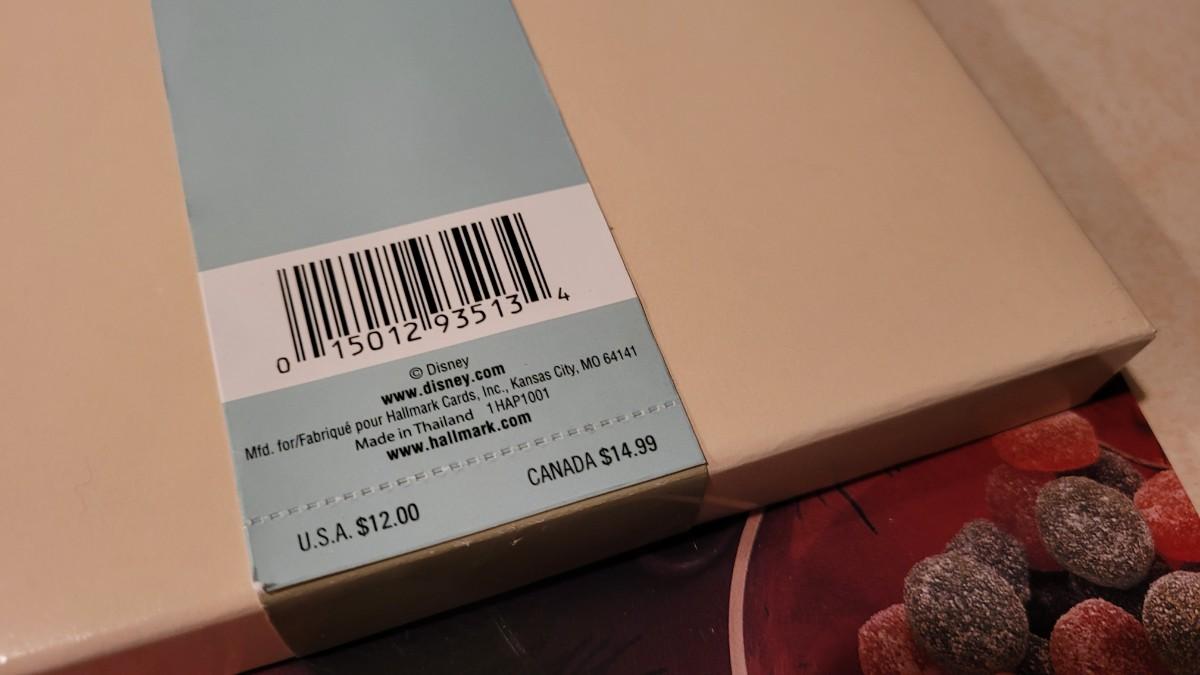 0 15012 93513 4
© Disney
www.disney.com
Mfd. for/Fabriqué pour Hallmark Cards, Inc., Kansas City, MO 64141
Made in Thailand 1HAP1001
www.hallmark.com
U.S.A. $12.00 CANADA $14.99